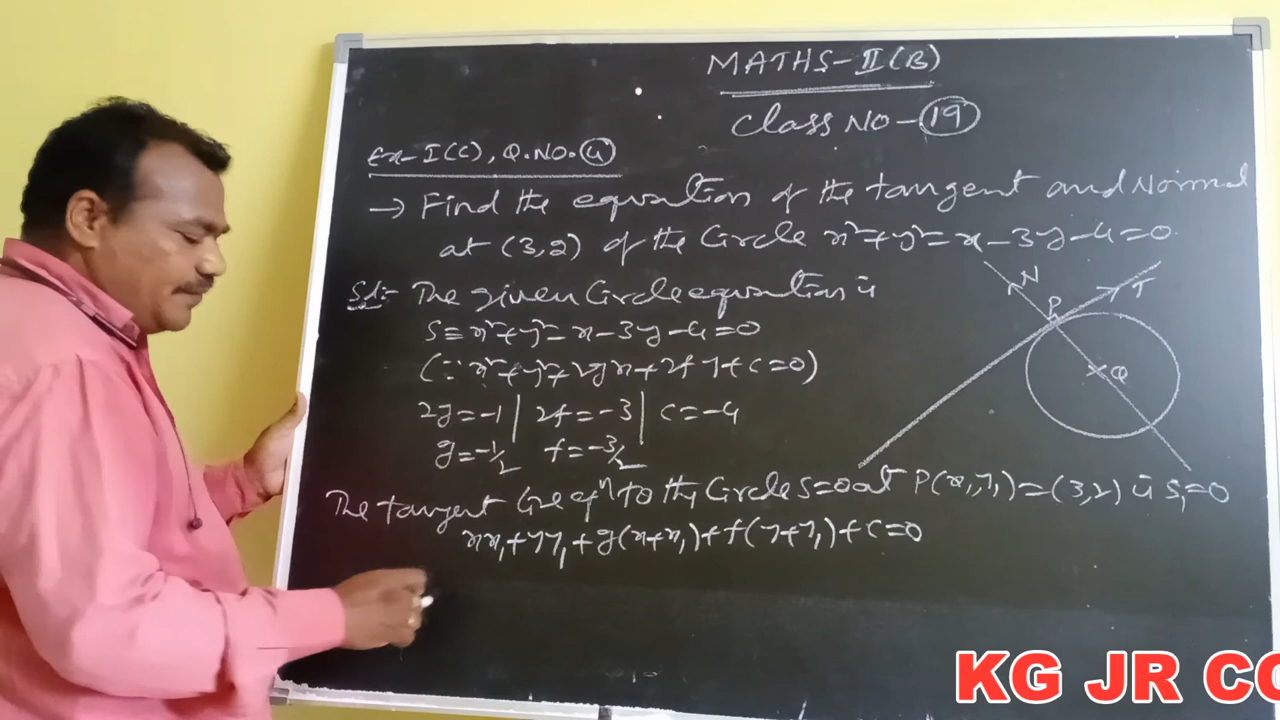 MATHS-II(B)
Class NO-19
Ex-I(c), Q.NO.4
→ Find the equation of the tangent and Normal
at (3,2) of the Circle x²+y²=x-3y-4=0.
Sol:- The given Circle equation is
S≡x²+y²=x-3y-4=0
(∵x²+y²+2gx+2fy+c=0)
2g=-1 | 2f=-3 | c=-4
g=-1/2 f=-3/2
The tangent line eqⁿ to the Circle S=0 at P(x₁,y₁)=(3,2) is S₁=0
xx₁+yy₁+g(x+x₁)+f(y+y₁)+c=0
N
P
T
Q
KG JR CO